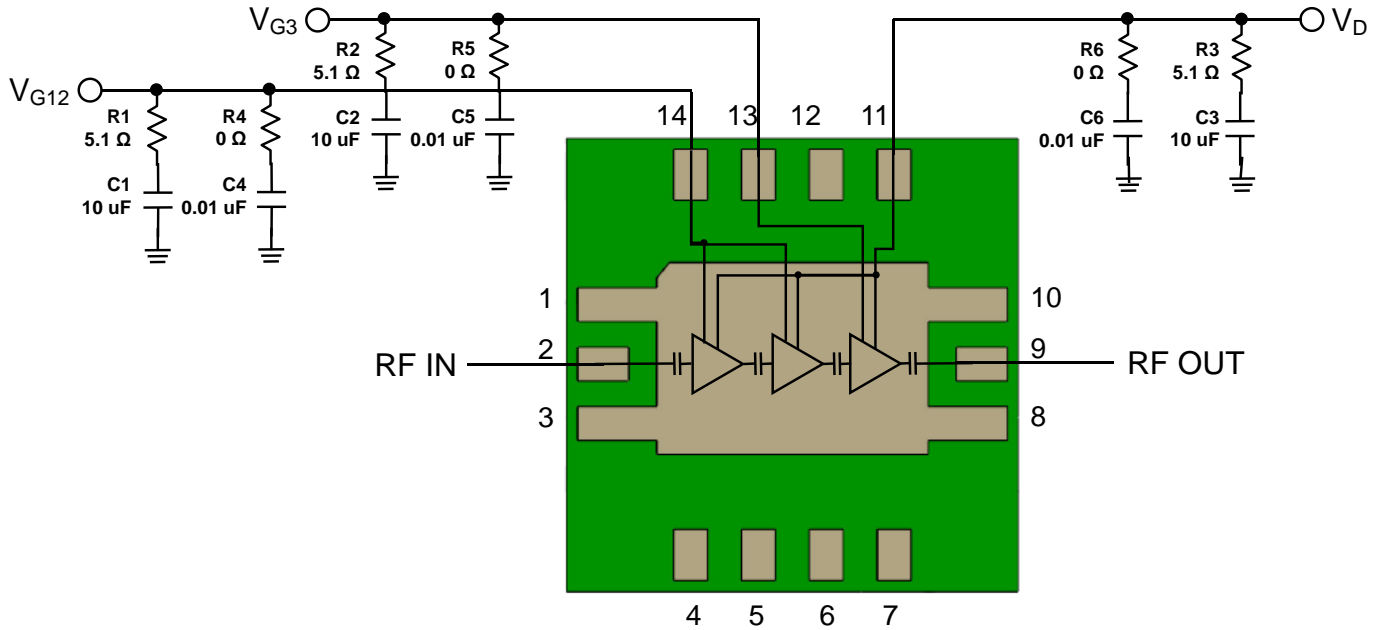 VG3
VD
R2
5.1 Ω
R5
0 Ω
R6
0 Ω
R3
5.1 Ω
VG12
R1
5.1 Ω
R4
0 Ω
C2
10 uF
C5
0.01 uF
14
13
12
11
C6
0.01 uF
C3
10 uF
C1
10 uF
C4
0.01 uF
1
10
RF IN
2
9
RF OUT
3
8
4
5
6
7